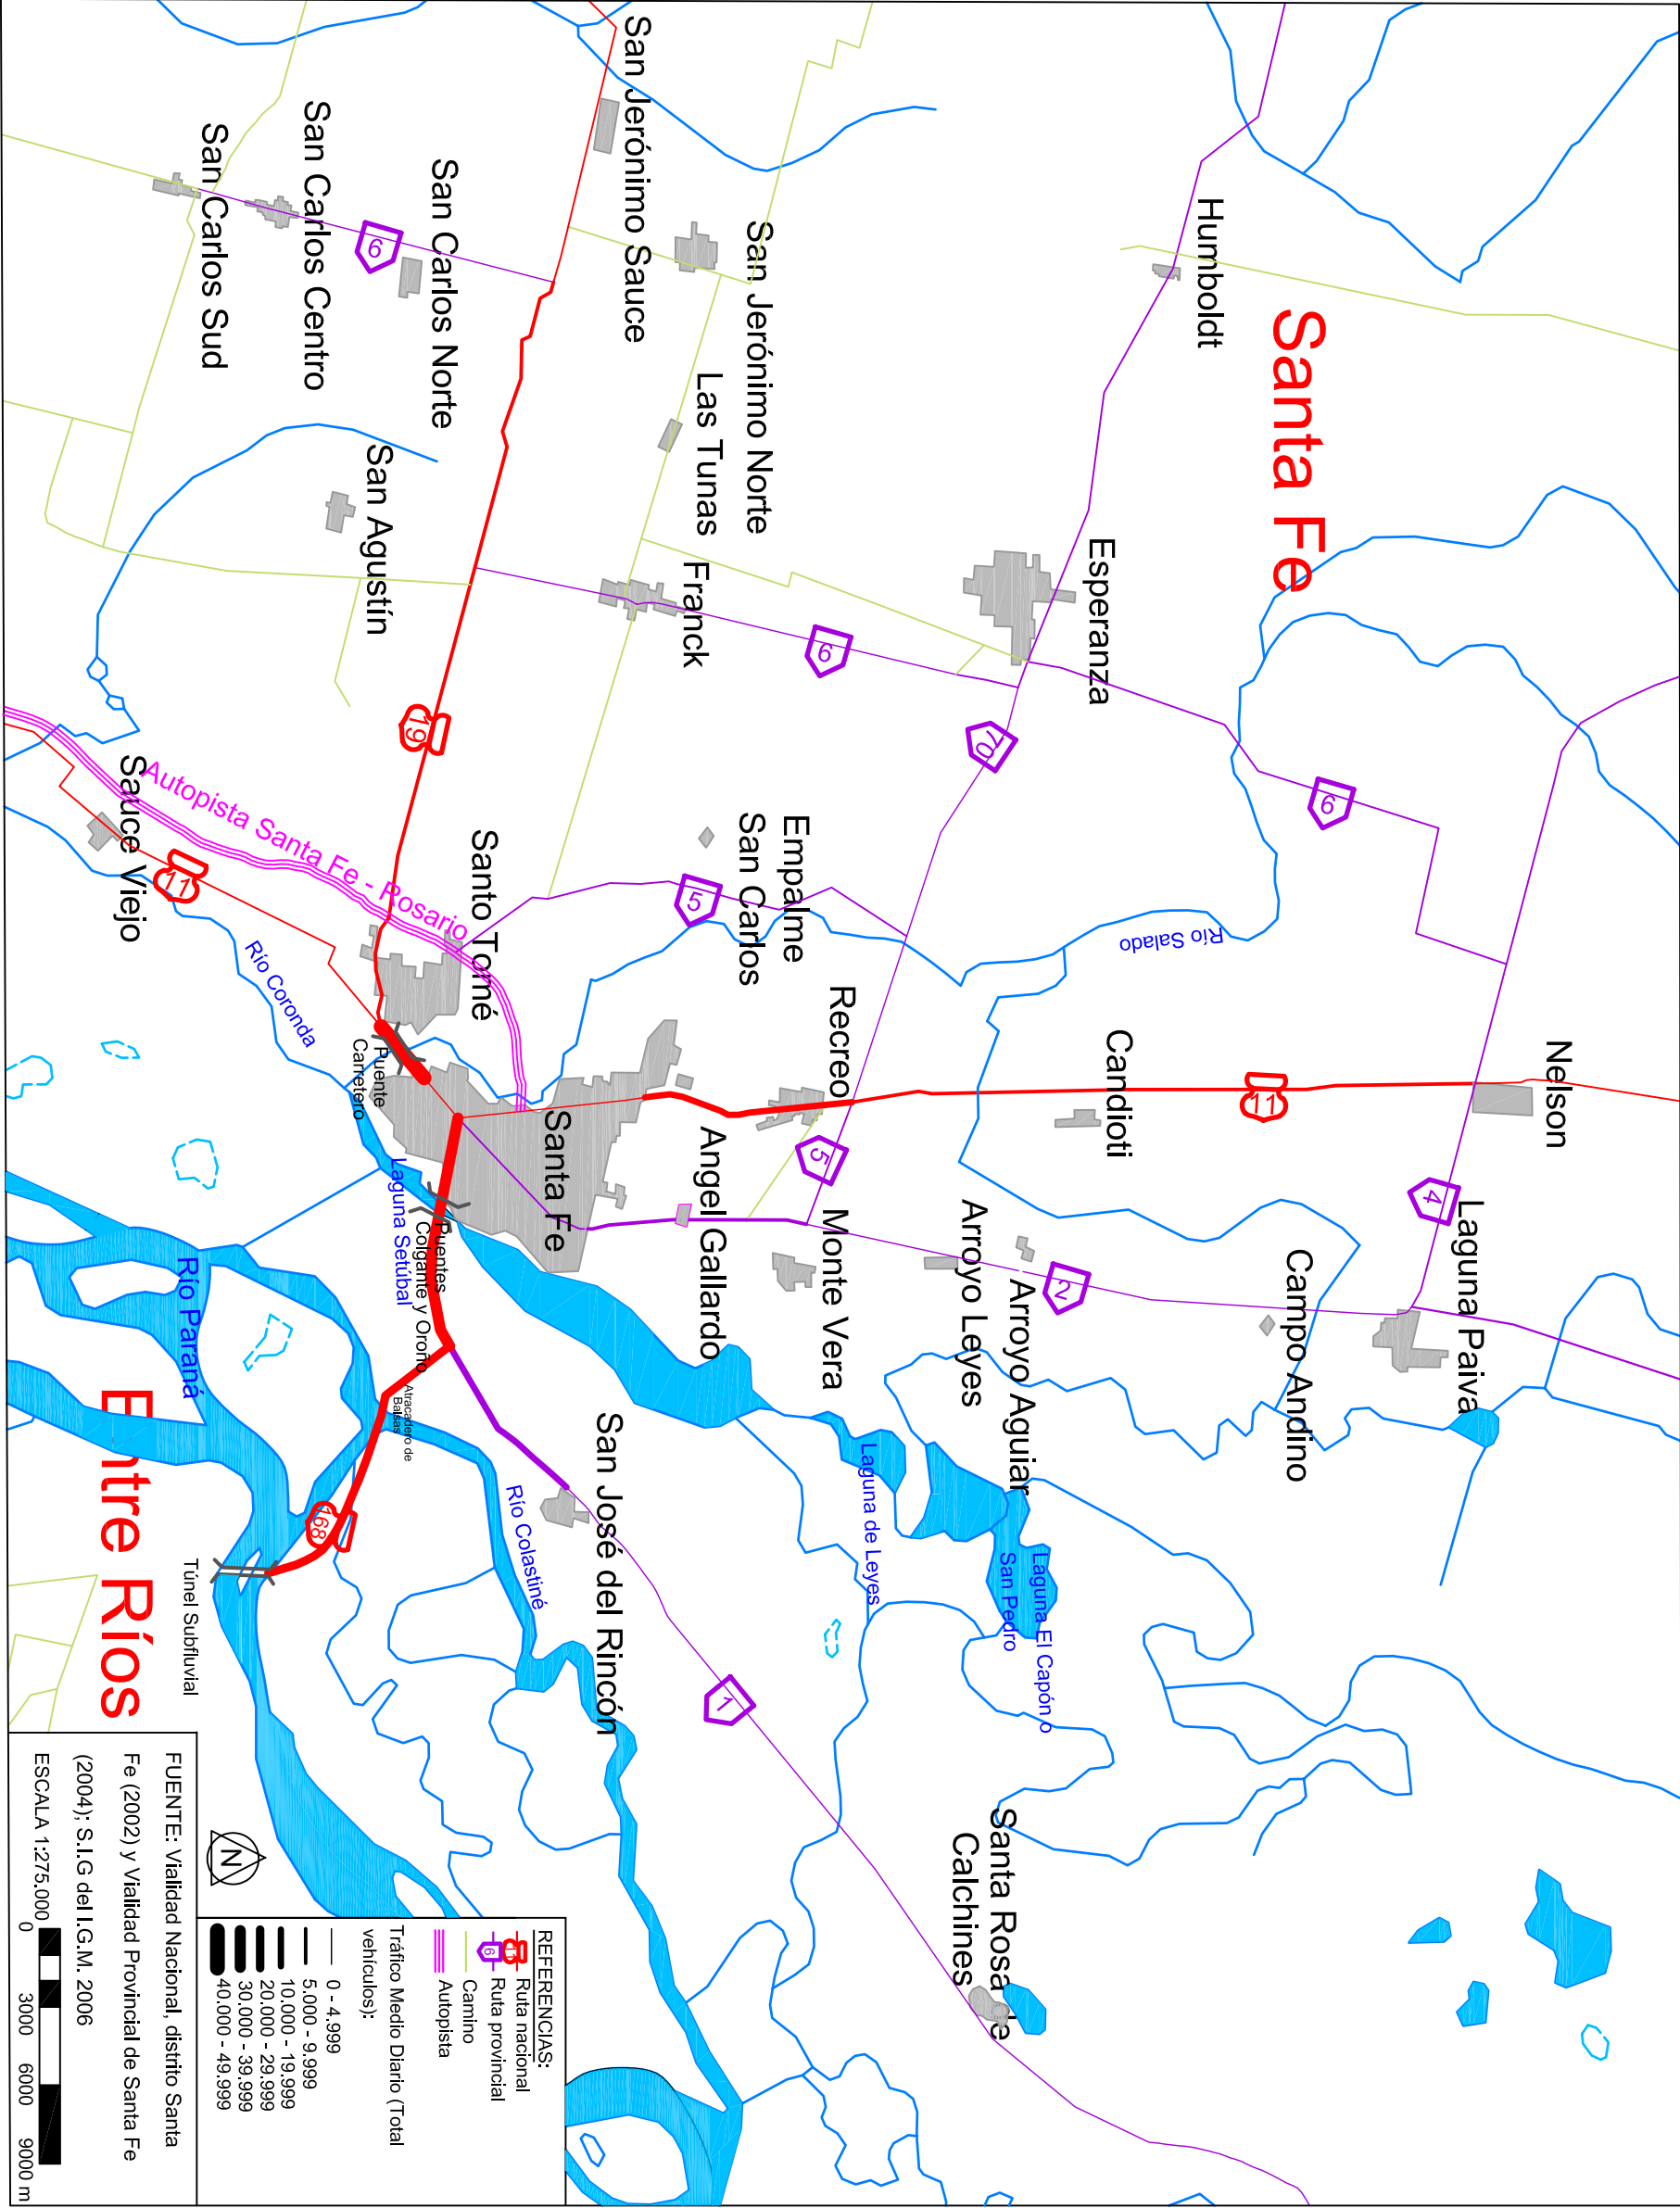 Humboldt
Santa Fe
San Jerónimo Norte
San Jerónimo Sauce
Las Tunas
San Carlos Norte
San Carlos Centro
San Carlos Sud
6
San Agustín
Franck
Esperanza
6
70
6
19
Autopista Santa Fe - Rosario
Sauce Viejo
11
Santo Tomé
5
Empalme
San Carlos
Río Salado
Río Coronda
Recreo
Candioti
Nelson
11
Puente
Carretero
Santa Fe
Angel Gallardo
5
Monte Vera
Arroyo Leyes
Arroyo Aguiar
2
Campo Andino
4
Laguna Paiva
Laguna Setúbal
Puentes
Colgante y Oroño
Río Paraná
Atracadero de
Balsas
Entre Ríos
168
Túnel Subfluvial
Río Colastiné
San José del Rincón
Laguna de Leyes
Laguna El Capón o
San Pedro
1
Santa Rosa de
Calchines
N
REFERENCIAS:
11 Ruta nacional
6 Ruta provincial
Camino
Autopista
Tráfico Medio Diario (Total
vehículos):
0 - 4.999
5.000 - 9.999
10.000 - 19.999
20.000 - 29.999
30.000 - 39.999
40.000 - 49.999
FUENTE: Vialidad Nacional, distrito Santa
Fe (2002) y Vialidad Provincial de Santa Fe
(2004); S.I.G del I.G.M. 2006
ESCALA 1:275.000
0 3000 6000 9000 m